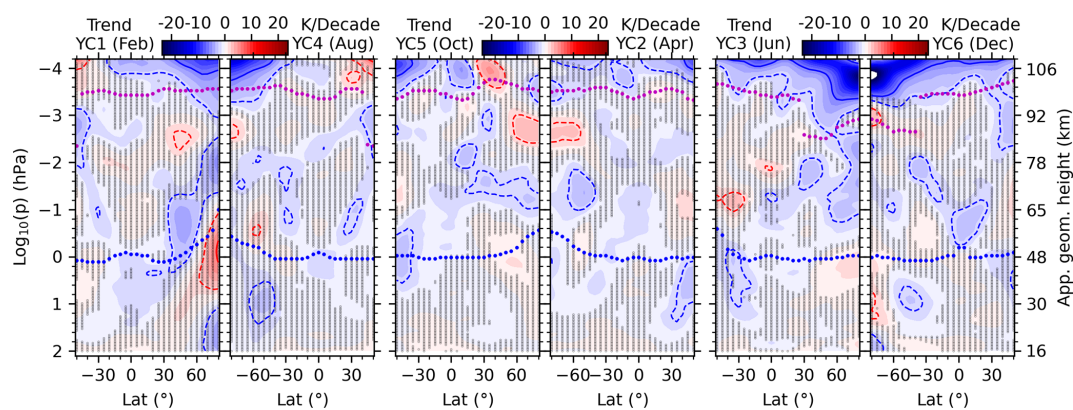 Trend -20 -10 0 10 20 K/Decade Trend -20 -10 0 10 20 K/Decade Trend -20 -10 0 10 20 K/Decade
YC1 (Feb) YC4 (Aug) YC5 (Oct) YC2 (Apr) YC3 (Jun) YC6 (Dec)
Log₁₀(p) (hPa)
−4
−3
−2
−1
0
1
2
106
92
78
65
48
30
16
App. geom. height (km)
−30 0 30 60 −60 −30 0 30 −30 0 30 60 −60 −30 0 30 −30 0 30 60 −60 −30 0 30
Lat (°) Lat (°) Lat (°) Lat (°) Lat (°) Lat (°)